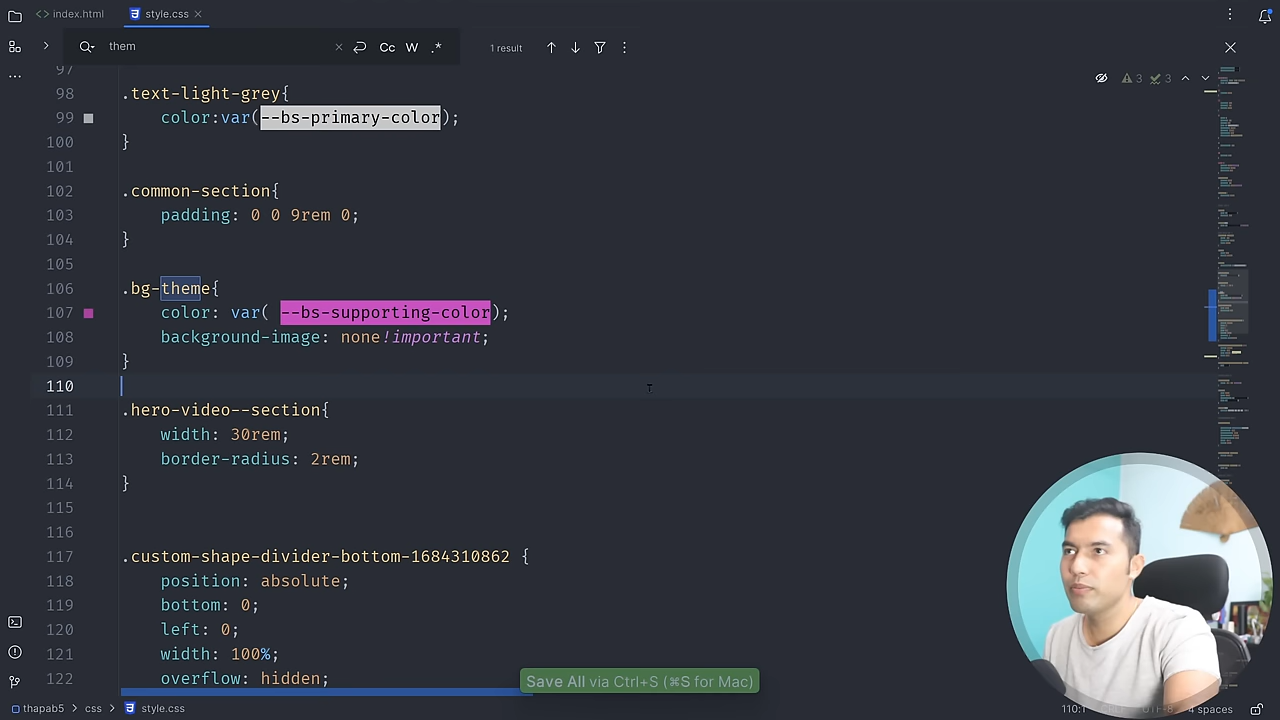 index.html
style.css
them
Cc
W
.*
1 result
3
3
97
98 .text-light-grey{
99 color:var(--bs-primary-color);
100 }
101
102 .common-section{
103 padding: 0 0 9rem 0;
104 }
105
106 .bg-theme{
107 color: var( --bs-supporting-color
108 background-image: none!important;
109 }
110
111 .hero-video--section{
112 width: 30rem;
113 border-radius: 2rem;
114 }
115
116
117 .custom-shape-divider-bottom-1684310862 {
118 position: absolute;
119 bottom: 0;
120 left: 0;
121 width: 100%;
122 overflow: hidden;
Save All via Ctrl+S (⌘S for Mac)
thapab5 > css > style.css
110:1
UTF-8
4 spaces